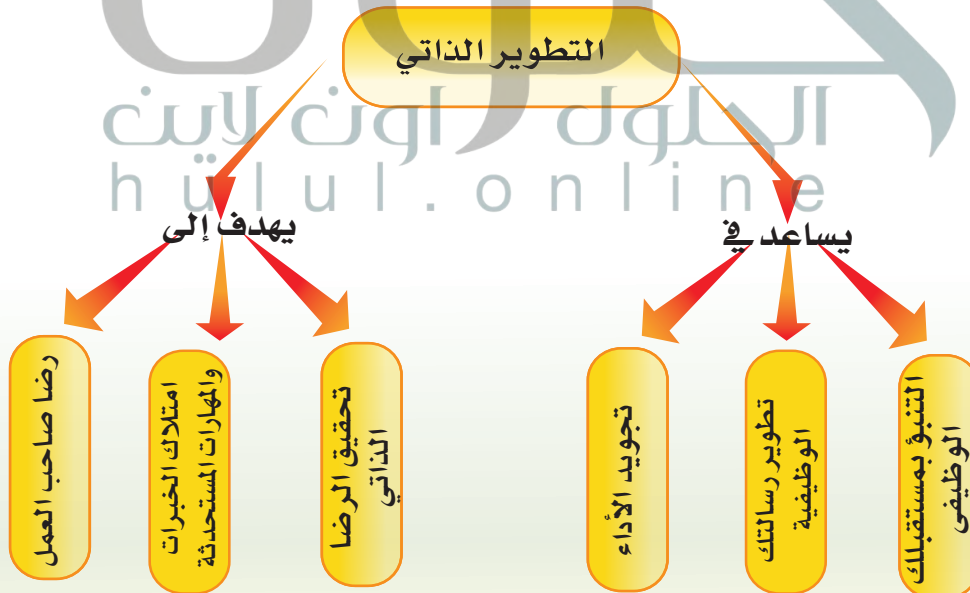 التطوير الذاتي
الحلول اون لاين
hulul.online
يساعد في
التنبؤ بمستقبلك
الوظيفي
تطوير رسالتك
الوظيفية
تجويد الأداء
يهدف إلى
تحقيق الرضا
الذاتي
امتلاك الخبرات
والمهارات المستحدثة
رضا صاحب العمل